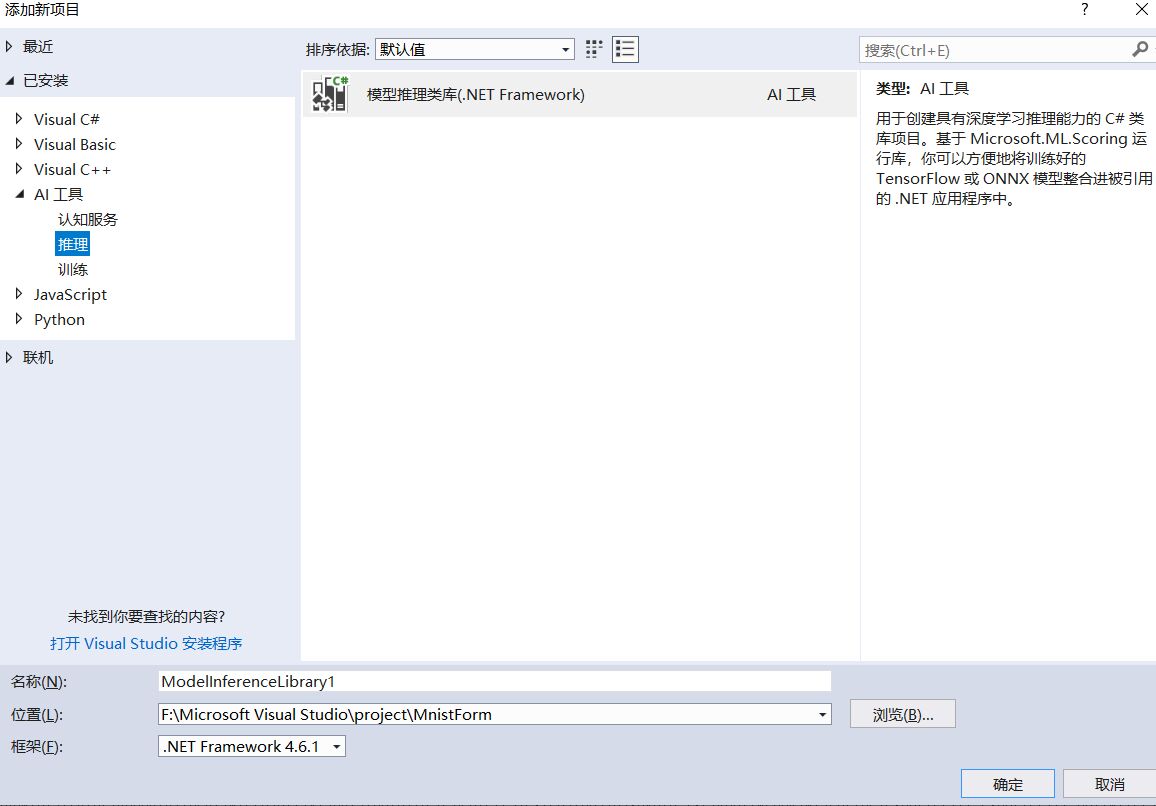 添加新项目
?
最近
已安装
Visual C#
Visual Basic
Visual C++
AI 工具
认知服务
推理
训练
JavaScript
Python
联机
未找到你要查找的内容?
打开 Visual Studio 安装程序
排序依据: 默认值
C#
模型推理类库(.NET Framework) AI 工具
搜索(Ctrl+E)
类型: AI 工具
用于创建具有深度学习推理能力的 C# 类
库项目。基于 Microsoft.ML.Scoring 运
行库，你可以方便地将训练好的
TensorFlow 或 ONNX 模型整合进被引用
的 .NET 应用程序中。
名称(N): ModelInferenceLibrary1
位置(L): F:\Microsoft Visual Studio\project\MnistForm 浏览(B)...
框架(F): .NET Framework 4.6.1
确定 取消